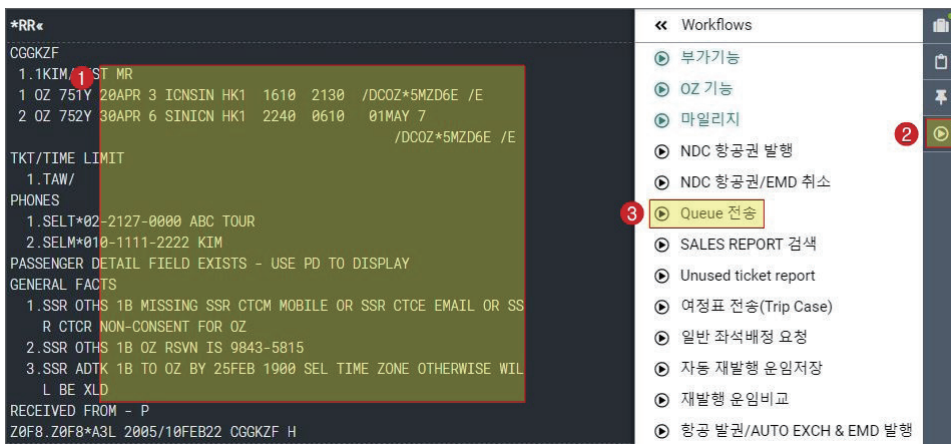 *RR«
CGGKZF
1.1KIM/ ST MR
1 OZ 751Y 20APR 3 ICNSIN HK1 1610 2130 /DCOZ*5MZD6E /E
2 OZ 752Y 30APR 6 SINICN HK1 2240 0610 01MAY 7
/DCOZ*5MZD6E /E
TKT/TIME LIMIT
1.TAW/
PHONES
1.SELT*02-2127-0000 ABC TOUR
2.SELM*010-1111-2222 KIM
PASSENGER DETAIL FIELD EXISTS - USE PD TO DISPLAY
GENERAL FACTS
1.SSR OTHS 1B MISSING SSR CTCM MOBILE OR SSR CTCE EMAIL OR SS
R CTCR NON-CONSENT FOR OZ
2.SSR OTHS 1B OZ RSVN IS 9843-5815
3.SSR ADTK 1B TO OZ BY 25FEB 1900 SEL TIME ZONE OTHERWISE WIL
L BE XLD
RECEIVED FROM - P
Z0F8.Z0F8*A3L 2005/10FEB22 CGGKZF H
1
« Workflows
부가기능
OZ 기능
마일리지
NDC 항공권 발행
NDC 항공권/EMD 취소
3 Queue 전송
SALES REPORT 검색
Unused ticket report
여정표 전송(Trip Case)
일반 좌석배정 요청
자동 재발행 운임저장
재발행 운임비교
항공 발권/AUTO EXCH & EMD 발행
2